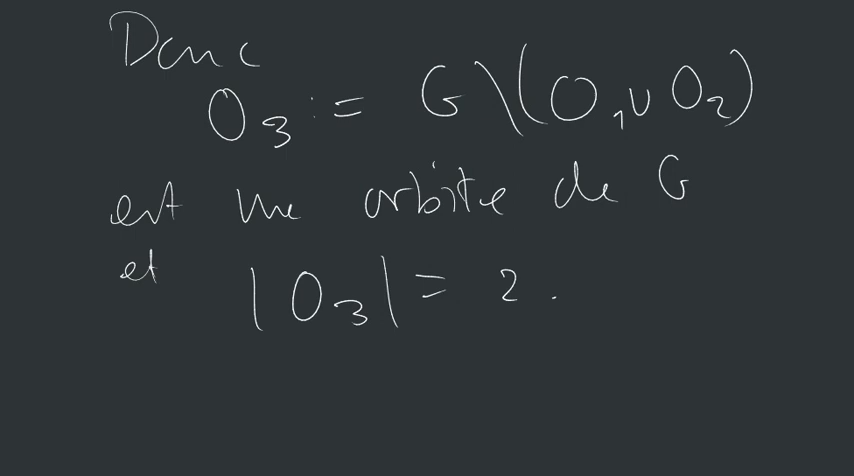 Donc
O₃ := G \ (O₁ ∪ O₂)
est une orbite de G
et |O₃| = 2.